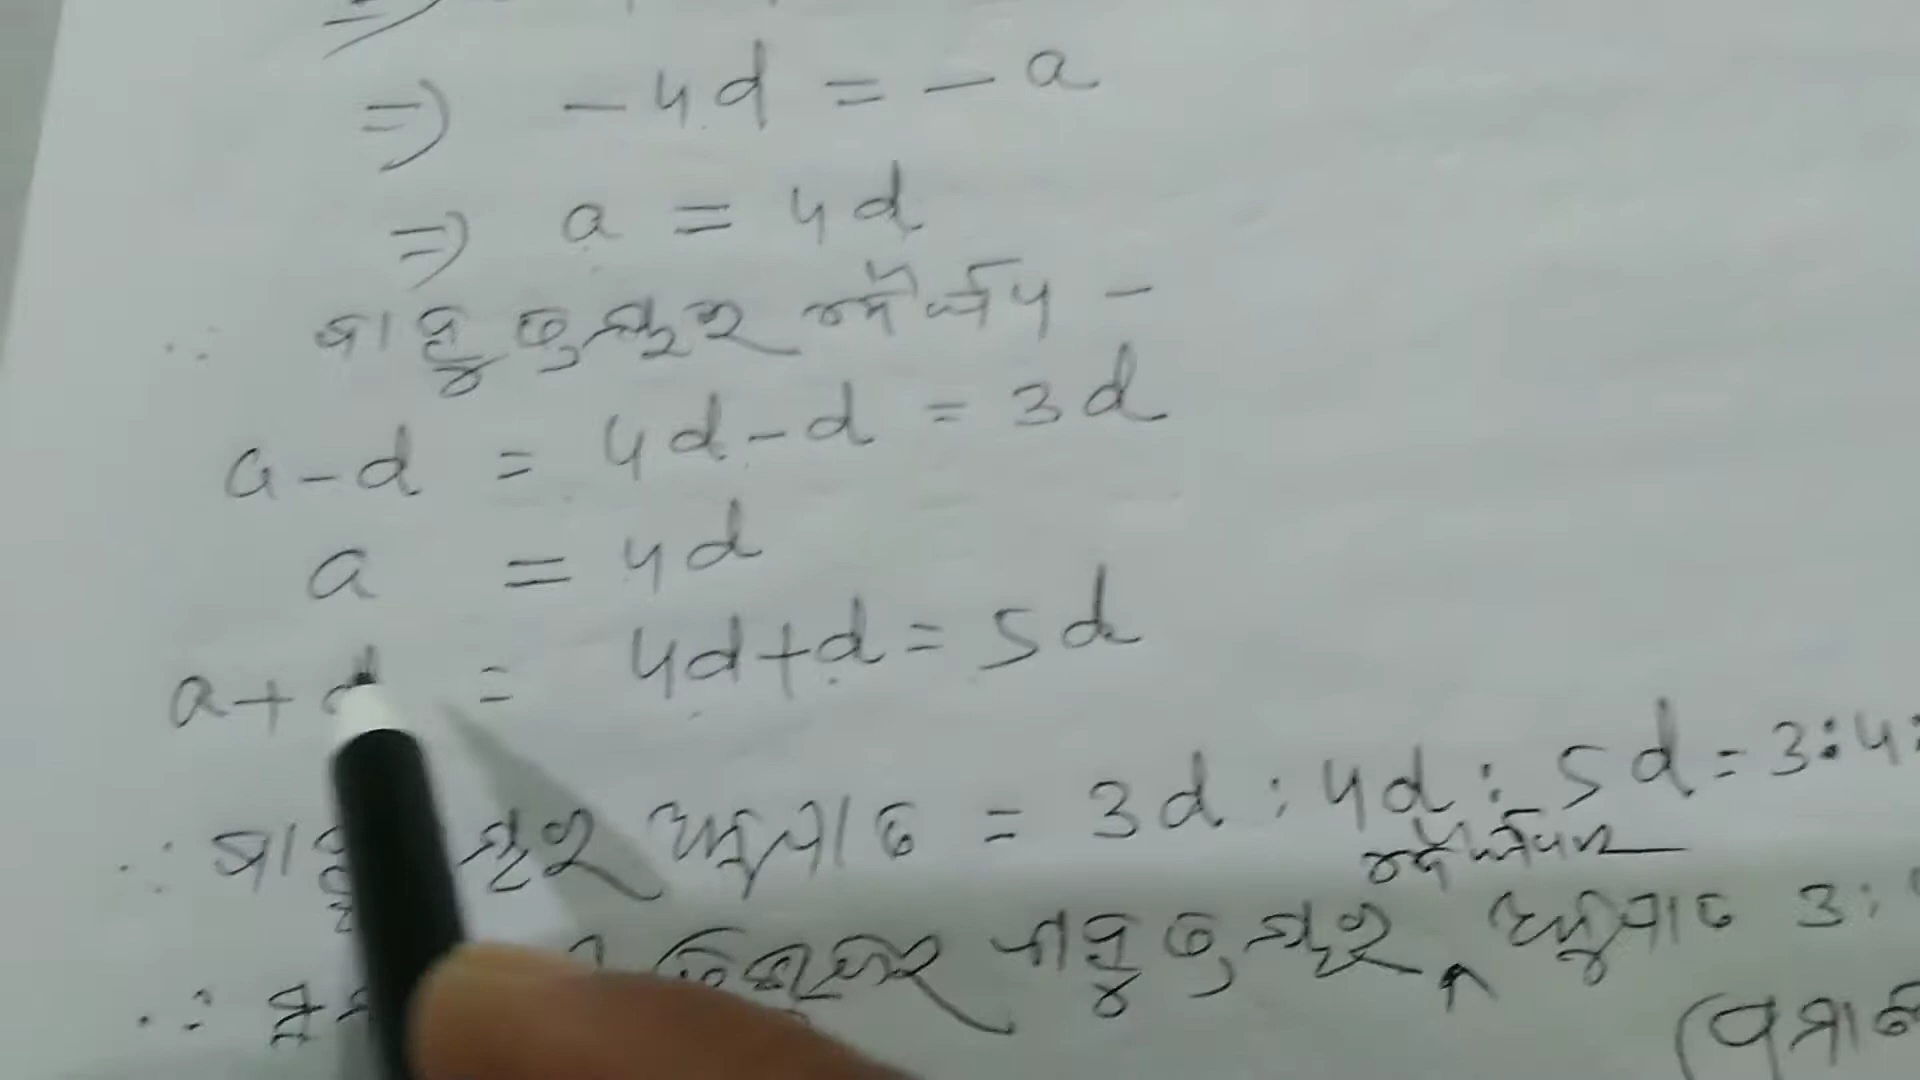 ⇒ -4d = -a
⇒ a = 4d
∴ ବାହୁତ୍ରୟର ଦୈର୍ଘ୍ୟ -
a-d = 4d-d = 3d
a = 4d
a+d = 4d+d = 5d
∴ ଅନୁପାତ = 3d : 4d : 5d = 3:4:
ଦୈର୍ଘ୍ୟର
∴ ତ୍ରିଭୁଜର ବାହୁତ୍ରୟର ଅନୁପାତ 3: